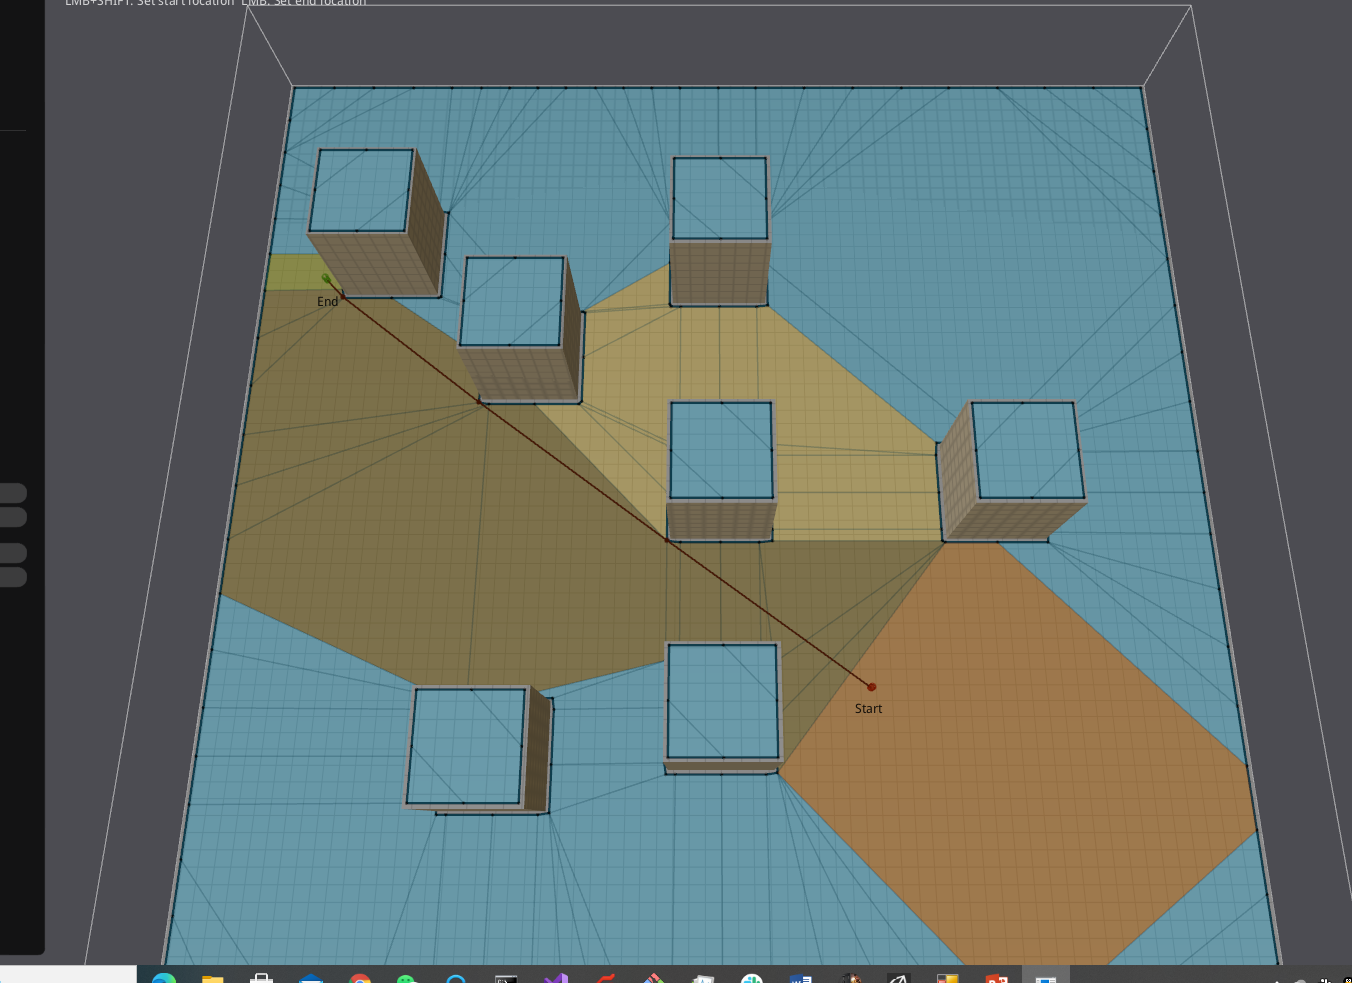 LMB+SHIFT: Set start location  LMB: Set end location
End
Start